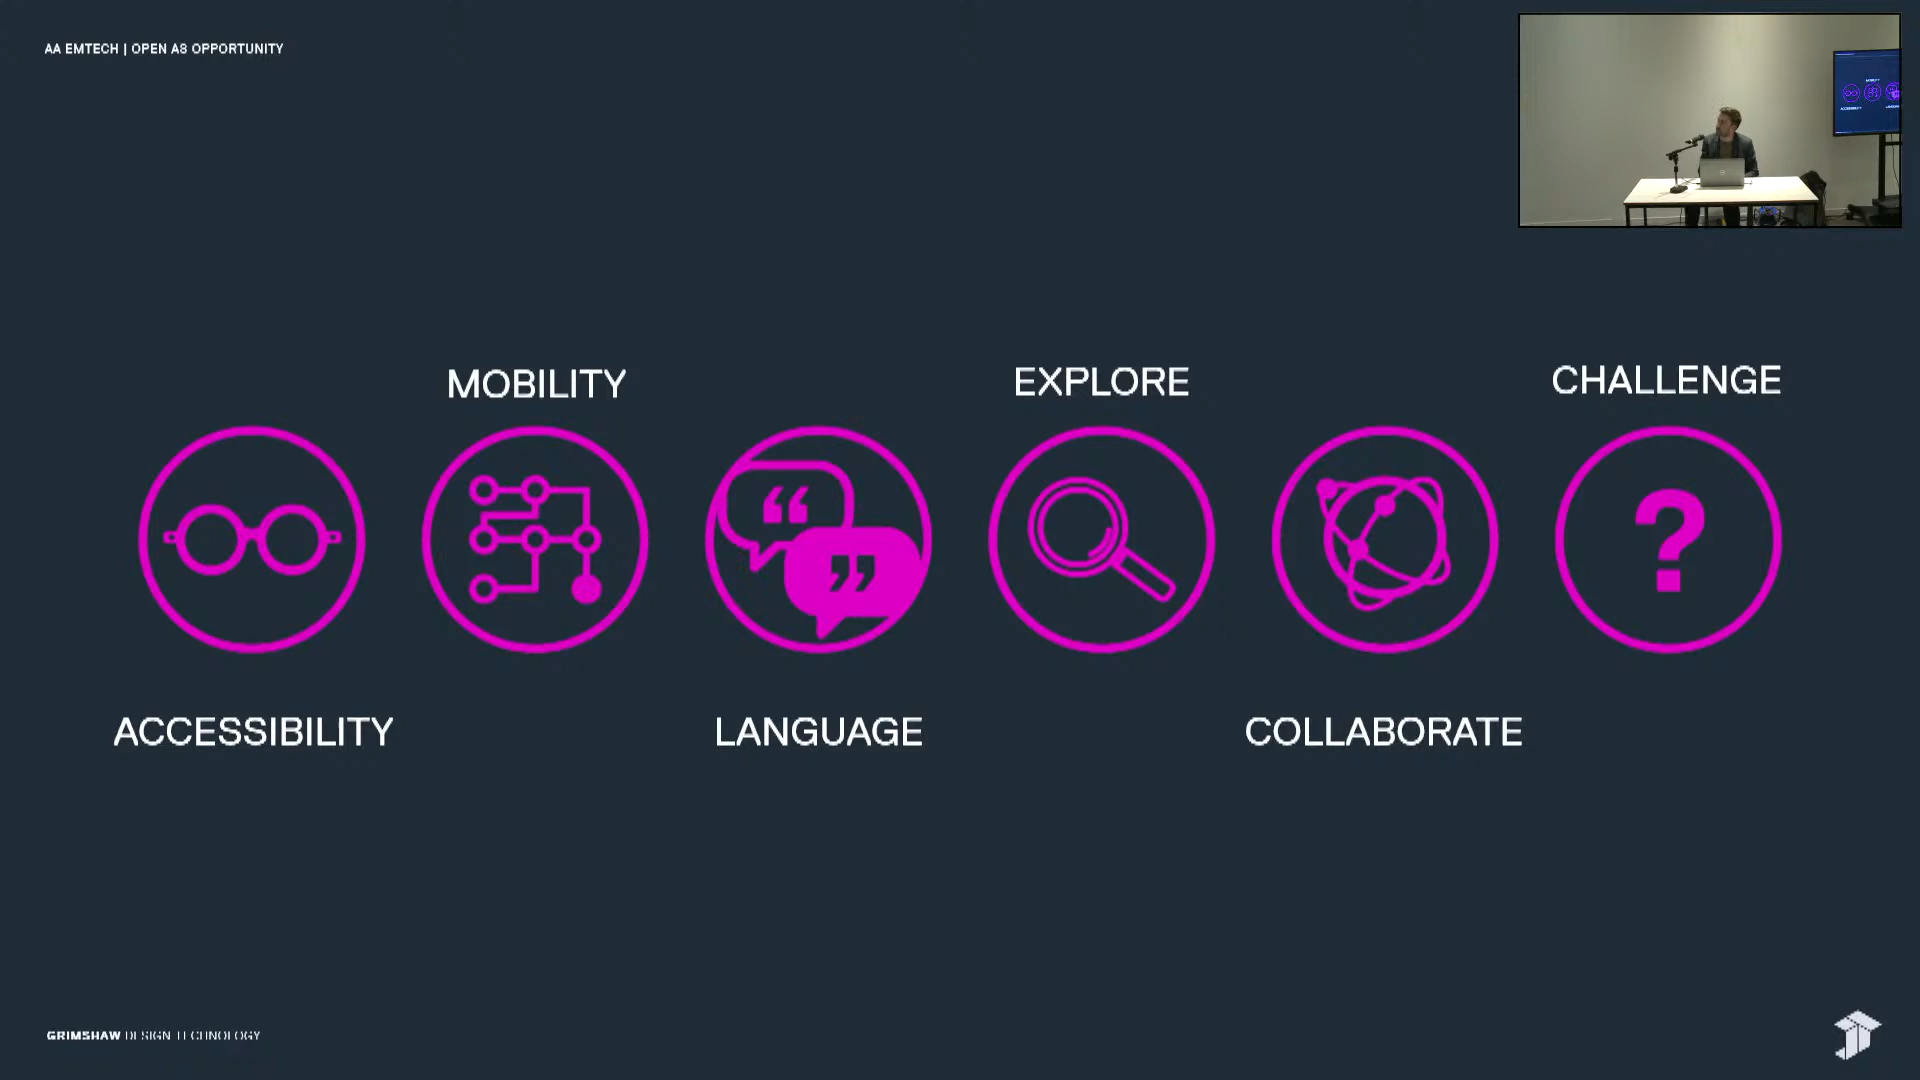 AA EMTECH | OPEN AS OPPORTUNITY
MOBILITY
EXPLORE
CHALLENGE
“
”
?
ACCESSIBILITY
LANGUAGE
COLLABORATE
GRIMSHAW DESIGN TECHNOLOGY